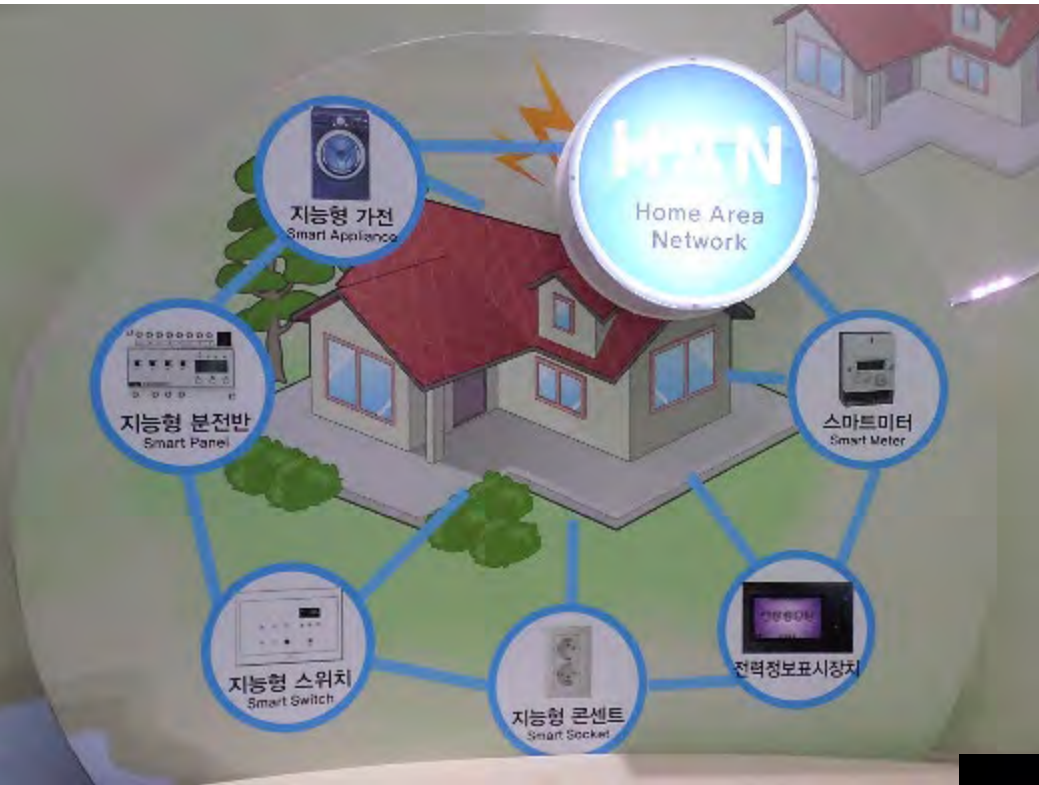 HAN
Home Area
Network
지능형 가전
Smart Appliance
지능형 분전반
Smart Panel
스마트미터
Smart Meter
지능형 스위치
Smart Switch
지능형 콘센트
Smart Socket
전력정보표시장치